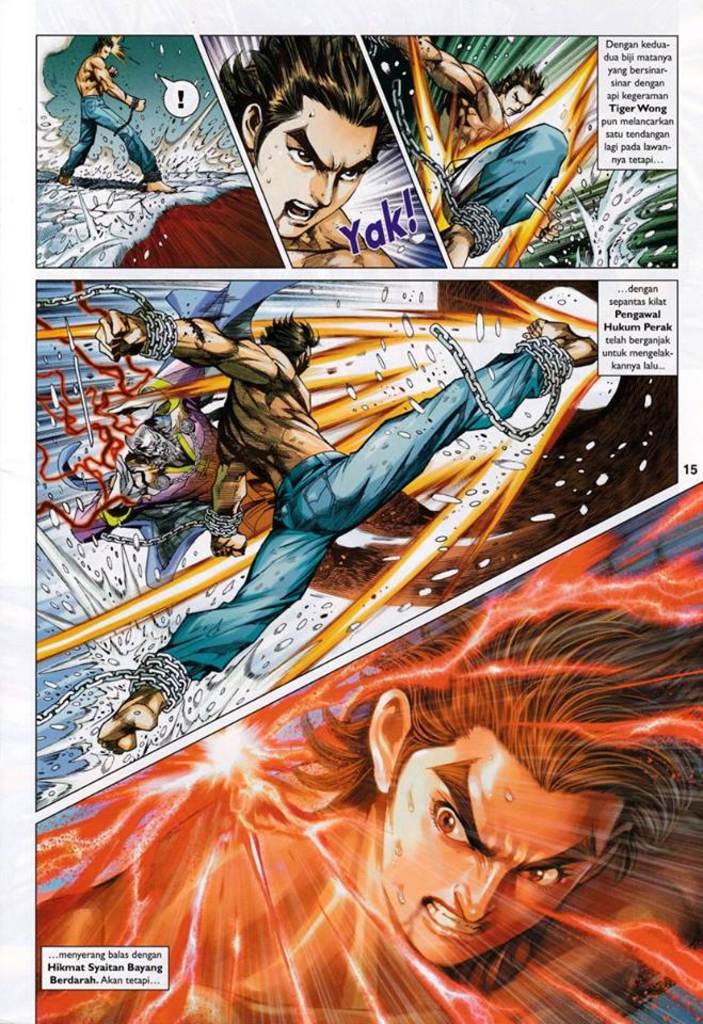 !
Yak!
Dengan kedua-
dua biji matanya
yang bersinar-
sinar dengan
api kegeraman
Tiger Wong
pun melancarkan
satu tendangan
lagi pada lawan-
nya tetapi...
...dengan
sepantas kilat
Pengawal
Hukum Perak
telah berganjak
untuk mengelak-
kannya lalu...
15
...menyerang balas dengan
Hikmat Syaitan Bayang
Berdarah. Akan tetapi...